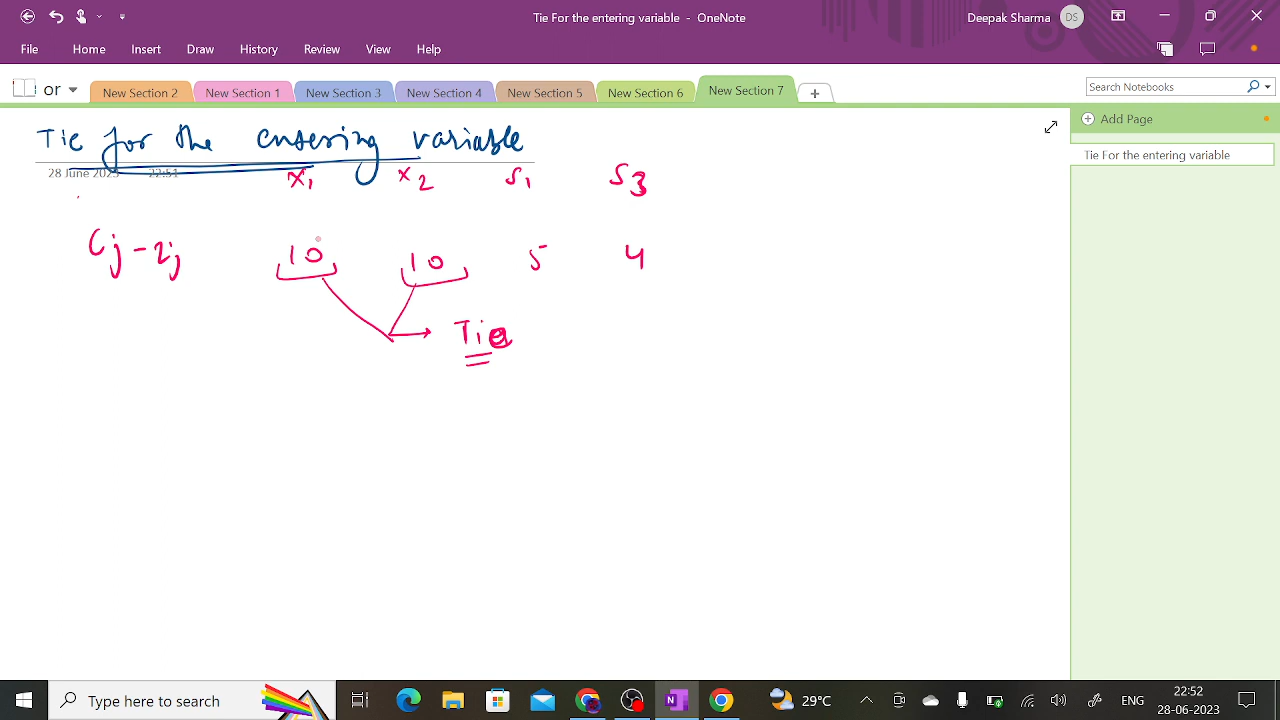 Tie For the entering variable - OneNote
Deepak Sharma DS
File Home Insert Draw History Review View Help
or New Section 2 New Section 1 New Section 3 New Section 4 New Section 5 New Section 6 New Section 7 +
Search Notebooks
Add Page
Tie For the entering variable
Tie for the entering variable
28 June 2023 22:51
x1 x2 S1 S3
Cj - Zj 10 10 5 4
Tie
Type here to search
29°C
ENG
22:52
28-06-2023